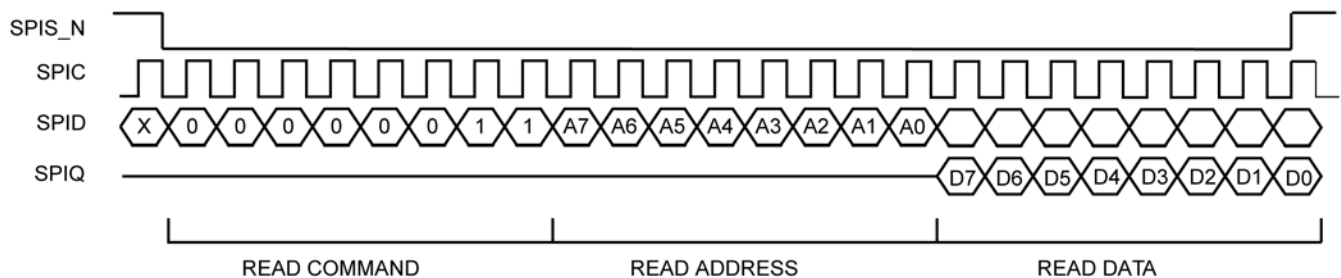 SPIS_N
SPIC
SPID X 0 0 0 0 0 0 1 1 A7 A6 A5 A4 A3 A2 A1 A0
SPIQ D7 D6 D5 D4 D3 D2 D1 D0
READ COMMAND READ ADDRESS READ DATA